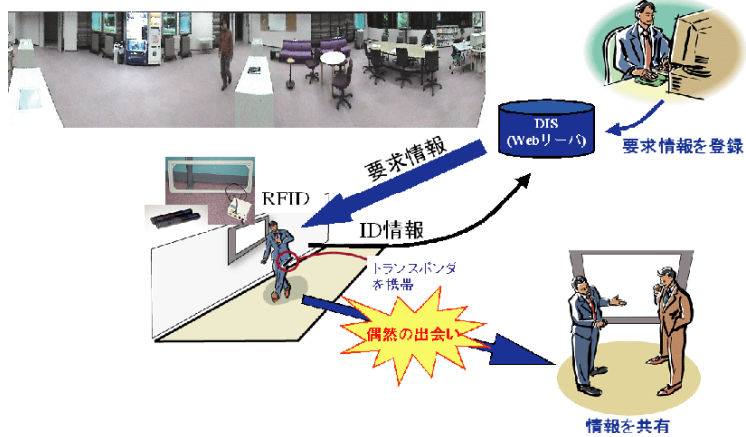 DIS
(Webリーバ)
要求情報を登録
要求情報
RFID
ID情報
トランスポンダ
を携帯
偶然の出会い
情報を共有